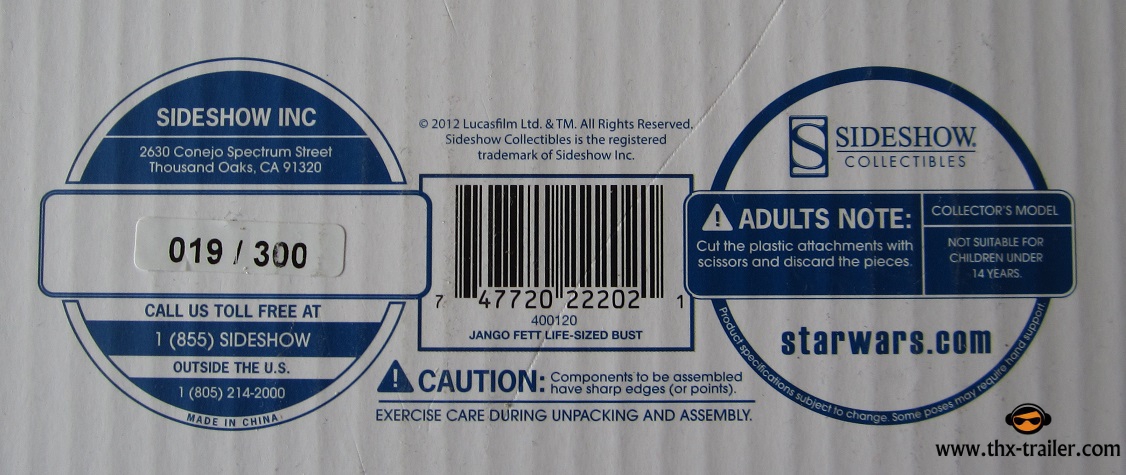 SIDESHOW INC
2630 Conejo Spectrum Street
Thousand Oaks, CA 91320
019 / 300
CALL US TOLL FREE AT
1 (855) SIDESHOW
OUTSIDE THE U.S.
1 (805) 214-2000
MADE IN CHINA
© 2012 Lucasfilm Ltd. & TM. All Rights Reserved.
Sideshow Collectibles is the registered
trademark of Sideshow Inc.
7 47720 22202 1
400120
JANGO FETT LIFE-SIZED BUST
CAUTION: Components to be assembled
have sharp edges (or points).
EXERCISE CARE DURING UNPACKING AND ASSEMBLY.
S SIDESHOW®
COLLECTIBLES
ADULTS NOTE:
Cut the plastic attachments with
scissors and discard the pieces.
COLLECTOR'S MODEL
NOT SUITABLE FOR
CHILDREN UNDER
14 YEARS.
starwars.com
Product specifications subject to change. Some poses may require hand support.
www.thx-trailer.com